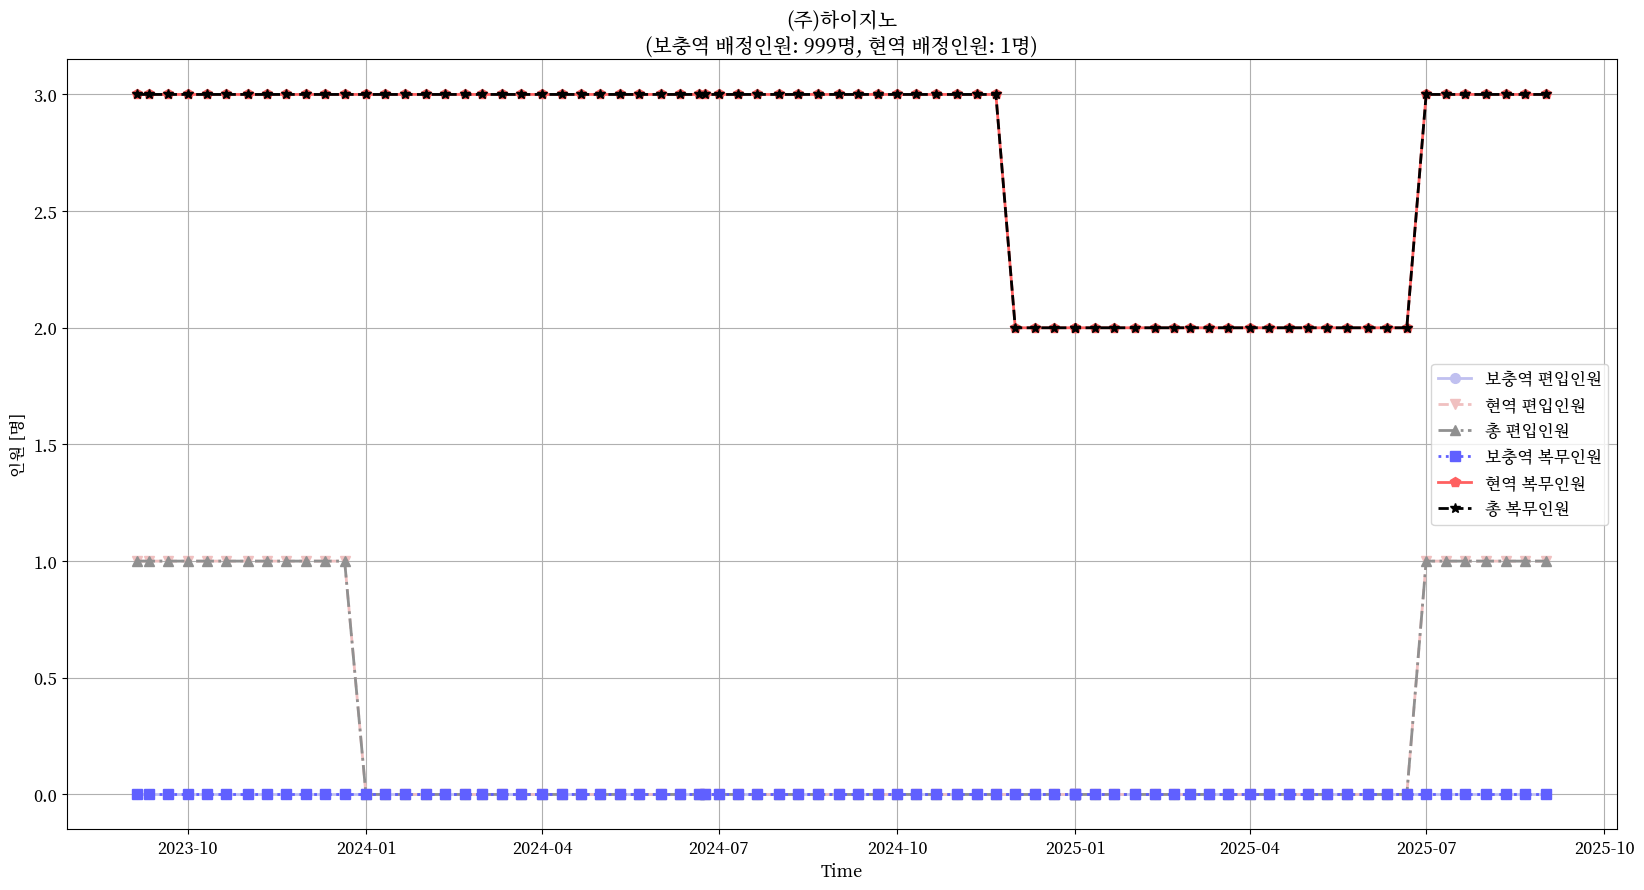 (주)하이지노
(보충역 배정인원: 999명, 현역 배정인원: 1명)
3.0
2.5
2.0
1.5
1.0
0.5
0.0
인원 [명]
보충역 편입인원
현역 편입인원
총 편입인원
보충역 복무인원
현역 복무인원
총 복무인원
2023-10
2024-01
2024-04
2024-07
2024-10
2025-01
2025-04
2025-07
2025-10
Time